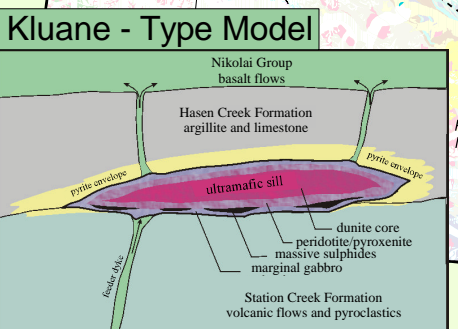 Kluane - Type Model
Nikolai Group
basalt flows
Hasen Creek Formation
argillite and limestone
pyrite envelope
pyrite envelope
ultramafic sill
dunite core
peridotite/pyroxenite
massive sulphides
marginal gabbro
feeder dyke
Station Creek Formation
volcanic flows and pyroclastics